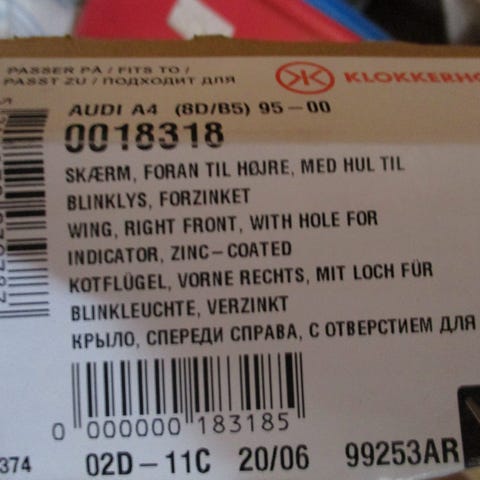 PASSER PÅ / FITS TO /
PASST ZU / ПОДХОДИТ ДЛЯ
KLOKKERHO
AUDI A4 (8D/B5) 95-00
0018318
SKÆRM, FORAN TIL HØJRE, MED HUL TIL
BLINKLYS, FORZINKET
WING, RIGHT FRONT, WITH HOLE FOR
INDICATOR, ZINC-COATED
KOTFLÜGEL, VORNE RECHTS, MIT LOCH FÜR
BLINKLEUCHTE, VERZINKT
КРЫЛО, СПЕРЕДИ СПРАВА, С ОТВЕРСТИЕМ ДЛЯ
0 000000 183185
374 02D-11C 20/06 99253AR